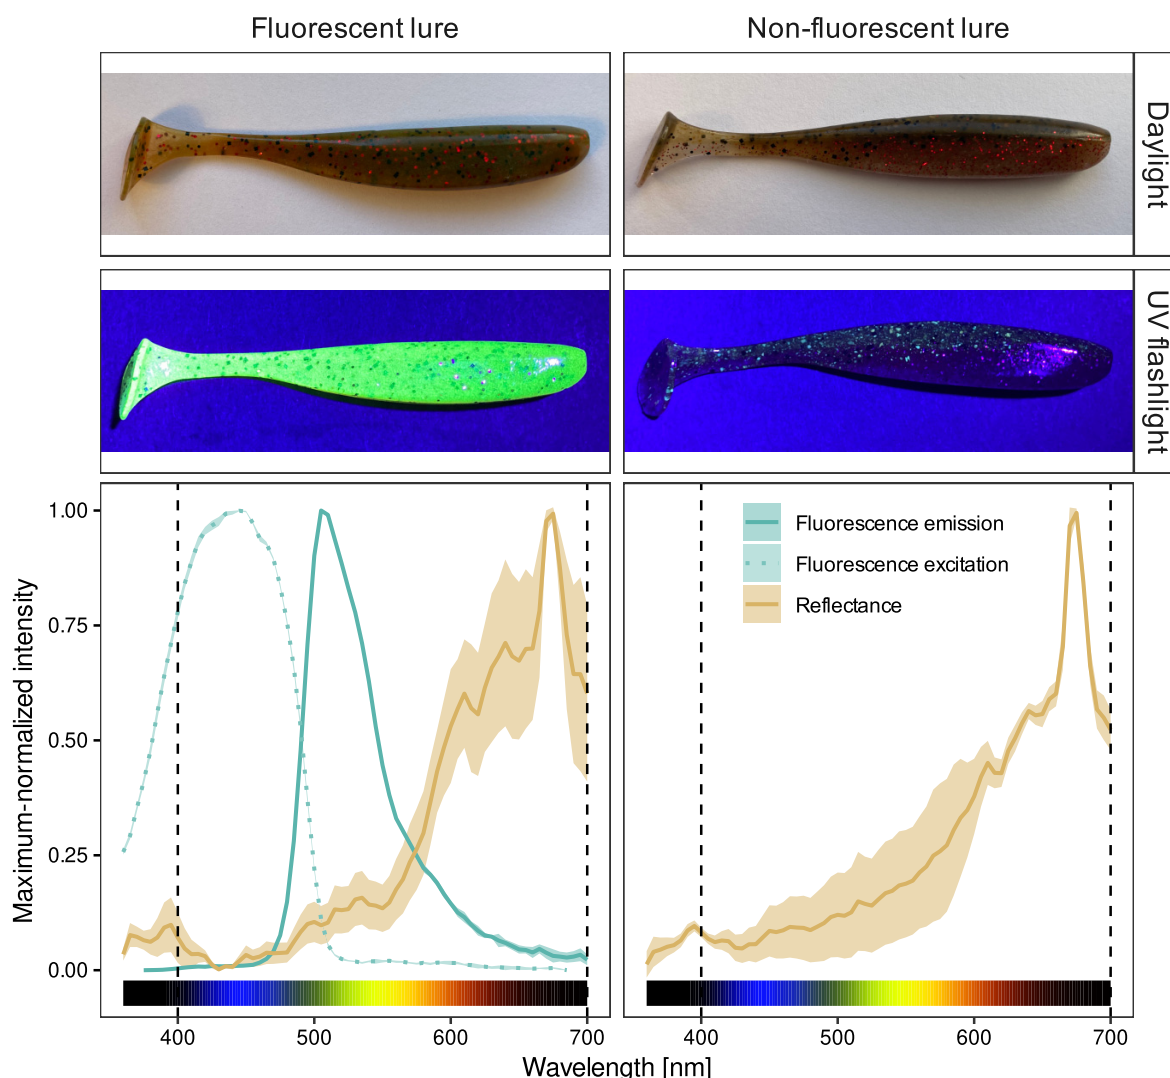 Fluorescent lure
Non-fluorescent lure
Daylight
UV flashlight
Maximum-normalized intensity
1.00
0.75
0.50
0.25
0.00
Fluorescence emission
Fluorescence excitation
Reflectance
400
500
600
700
400
500
600
700
Wavelength [nm]